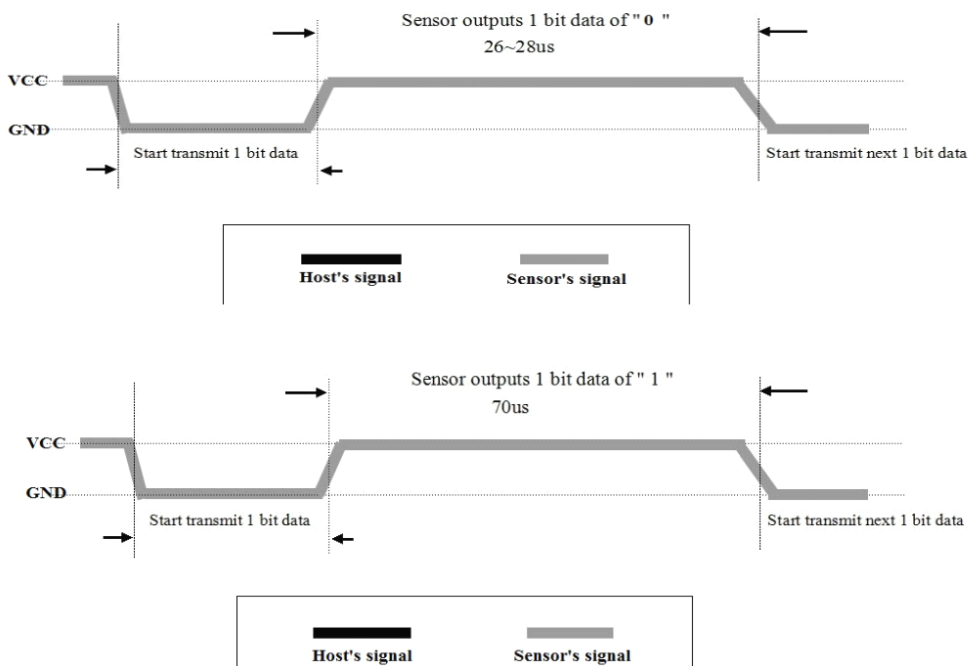 Sensor outputs 1 bit data of " 0 "
26~28us
VCC
GND
Start transmit 1 bit data
Start transmit next 1 bit data
Host's signal
Sensor's signal
Sensor outputs 1 bit data of " 1 "
70us
VCC
GND
Start transmit 1 bit data
Start transmit next 1 bit data
Host's signal
Sensor's signal